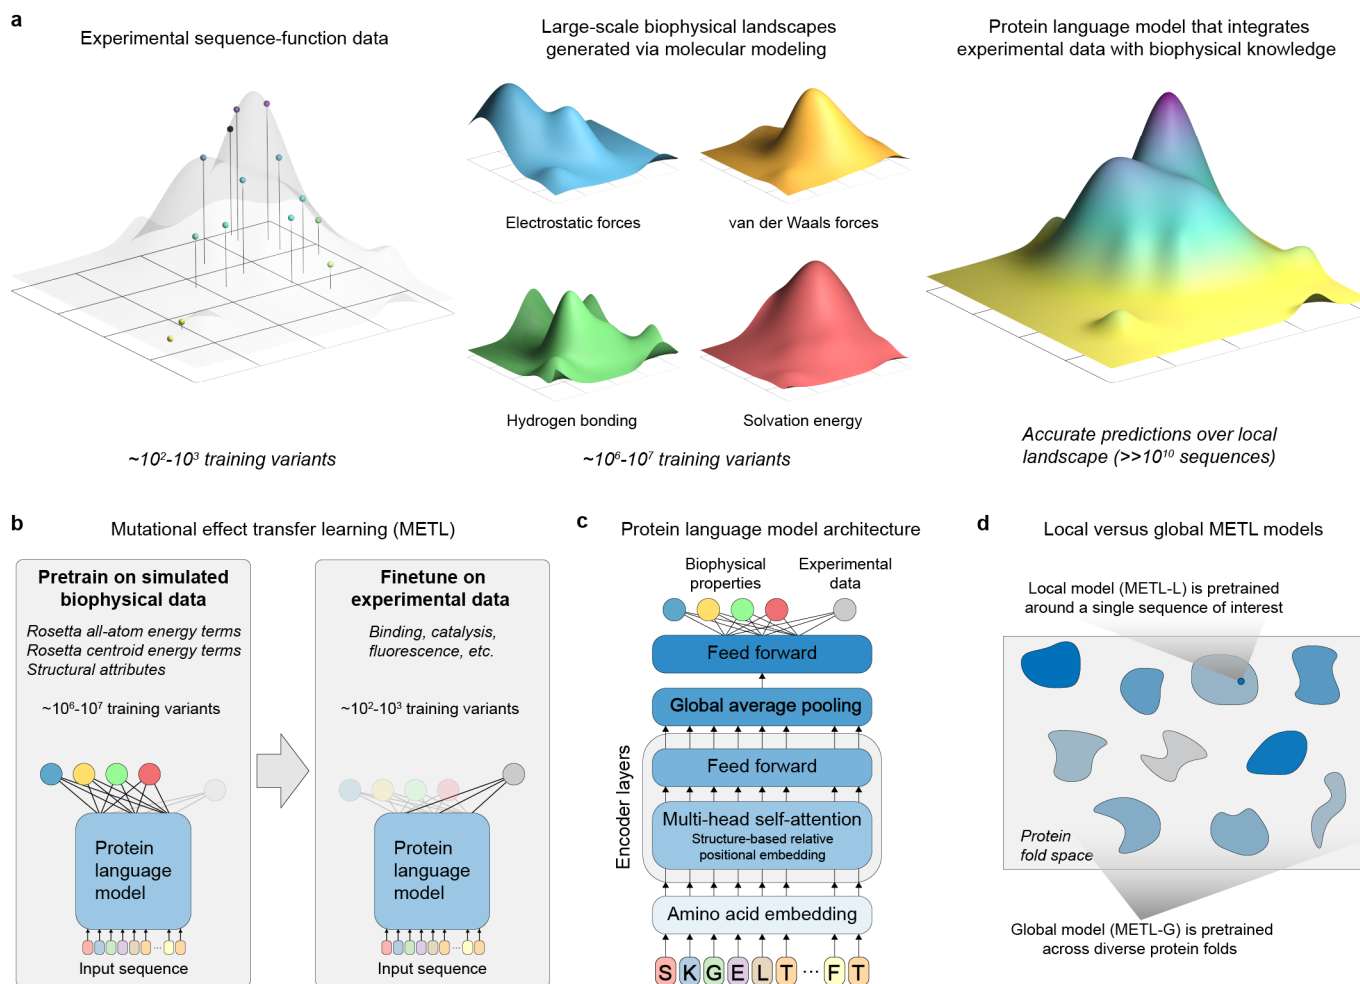 a
Experimental sequence-function data
Large-scale biophysical landscapes
generated via molecular modeling
Protein language model that integrates
experimental data with biophysical knowledge
Electrostatic forces
van der Waals forces
Hydrogen bonding
Solvation energy
~10²-10³ training variants
~10⁶-10⁷ training variants
Accurate predictions over local
landscape (>>10¹⁰ sequences)
b
Mutational effect transfer learning (METL)
Pretrain on simulated
biophysical data
Rosetta all-atom energy terms
Rosetta centroid energy terms
Structural attributes
~10⁶-10⁷ training variants
Protein
language
model
...
Input sequence
Finetune on
experimental data
Binding, catalysis,
fluorescence, etc.
~10²-10³ training variants
Protein
language
model
...
Input sequence
c
Protein language model architecture
Biophysical
properties
Experimental
data
Feed forward
Global average pooling
Encoder layers
Feed forward
Multi-head self-attention
Structure-based relative
positional embedding
Amino acid embedding
S K G E L T ... F T
d
Local versus global METL models
Local model (METL-L) is pretrained
around a single sequence of interest
Protein
fold space
Global model (METL-G) is pretrained
across diverse protein folds